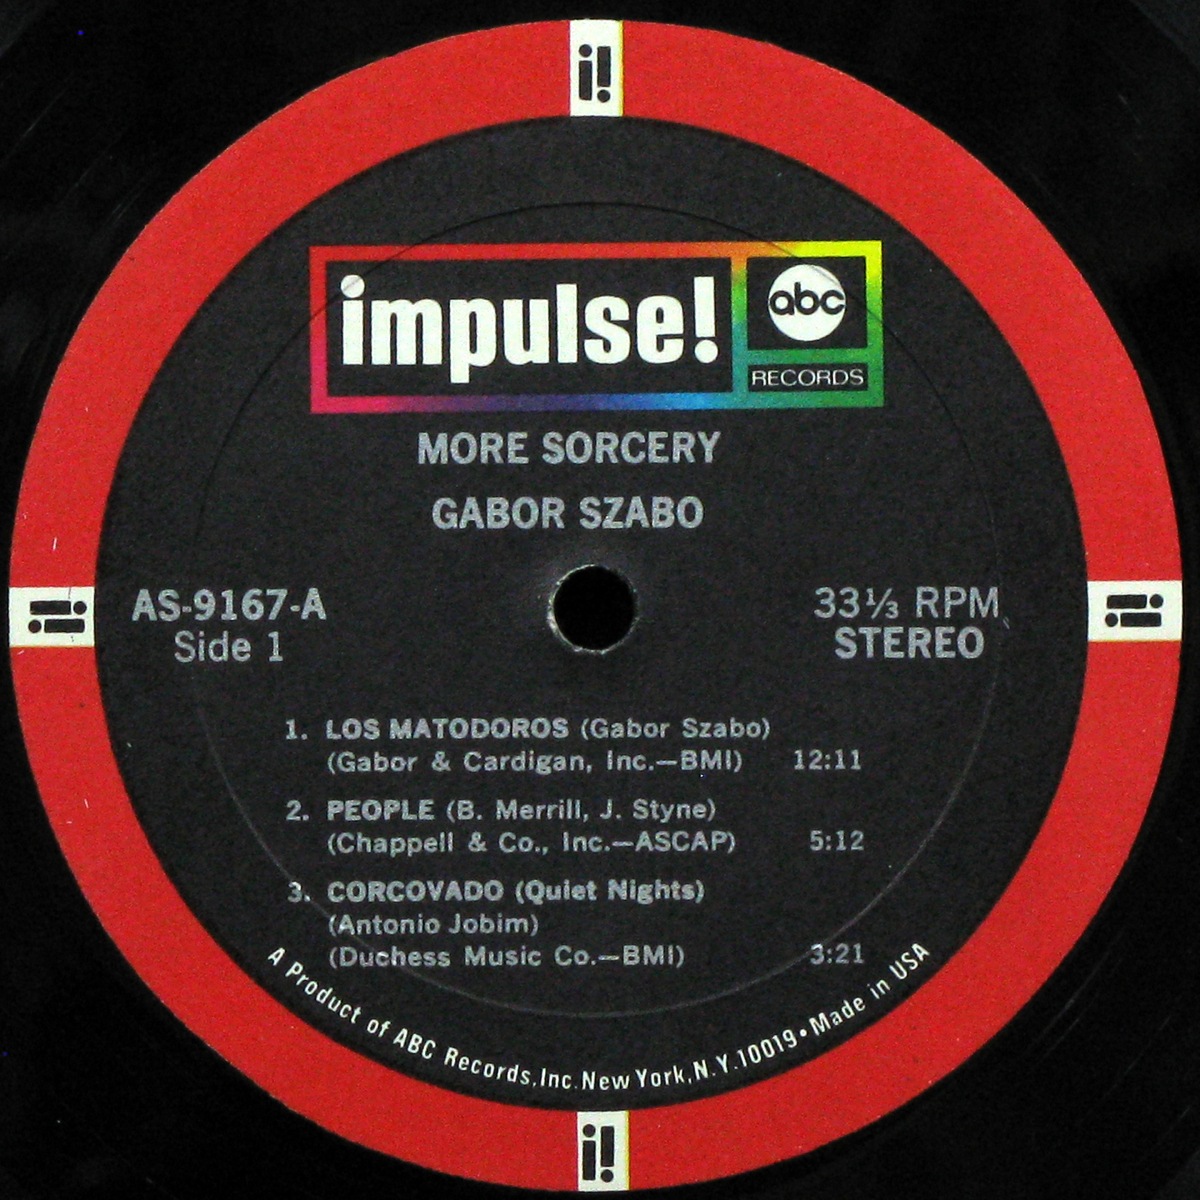 i!
impulse!
abc
RECORDS
MORE SORCERY
GABOR SZABO
AS-9167-A
Side 1
33⅓ RPM
STEREO
i!
i!
1. LOS MATODOROS (Gabor Szabo)
(Gabor & Cardigan, Inc.—BMI) 12:11
2. PEOPLE (B. Merrill, J. Styne)
(Chappell & Co., Inc.—ASCAP) 5:12
3. CORCOVADO (Quiet Nights)
(Antonio Jobim)
(Duchess Music Co.—BMI) 3:21
A Product of ABC Records, Inc. New York, N.Y. 10019 • Made in USA
i!